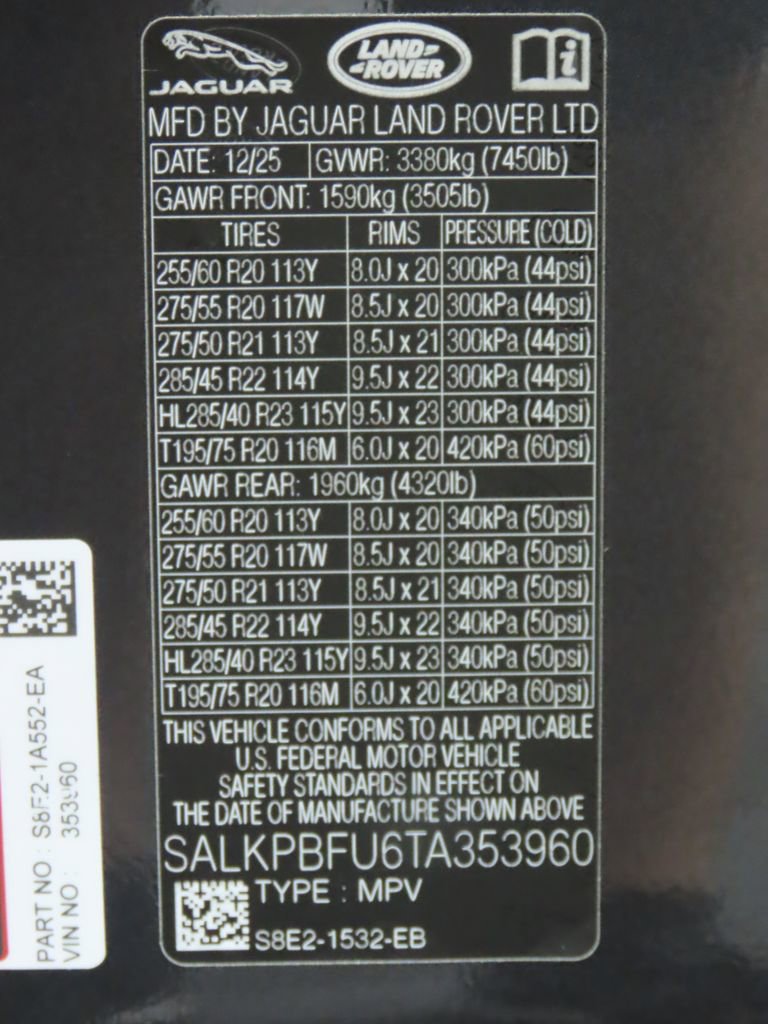 JAGUAR
LAND-
-ROVER
i
MFD BY JAGUAR LAND ROVER LTD
DATE: 12/25 GVWR: 3380kg (7450lb)
GAWR FRONT: 1590kg (3505lb)
TIRES RIMS PRESSURE (COLD)
255/60 R20 113Y 8.0J x 20 300kPa (44psi)
275/55 R20 117W 8.5J x 20 300kPa (44psi)
275/50 R21 113Y 8.5J x 21 300kPa (44psi)
285/45 R22 114Y 9.5J x 22 300kPa (44psi)
HL285/40 R23 115Y 9.5J x 23 300kPa (44psi)
T195/75 R20 116M 6.0J x 20 420kPa (60psi)
GAWR REAR: 1960kg (4320lb)
255/60 R20 113Y 8.0J x 20 340kPa (50psi)
275/55 R20 117W 8.5J x 20 340kPa (50psi)
275/50 R21 113Y 8.5J x 21 340kPa (50psi)
285/45 R22 114Y 9.5J x 22 340kPa (50psi)
HL285/40 R23 115Y 9.5J x 23 340kPa (50psi)
T195/75 R20 116M 6.0J x 20 420kPa (60psi)
THIS VEHICLE CONFORMS TO ALL APPLICABLE
U.S. FEDERAL MOTOR VEHICLE
SAFETY STANDARDS IN EFFECT ON
THE DATE OF MANUFACTURE SHOWN ABOVE
SALKPBFU6TA353960
TYPE : MPV
S8E2-1532-EB
PART NO : S8F2-1A552-EA
VIN NO : 353960